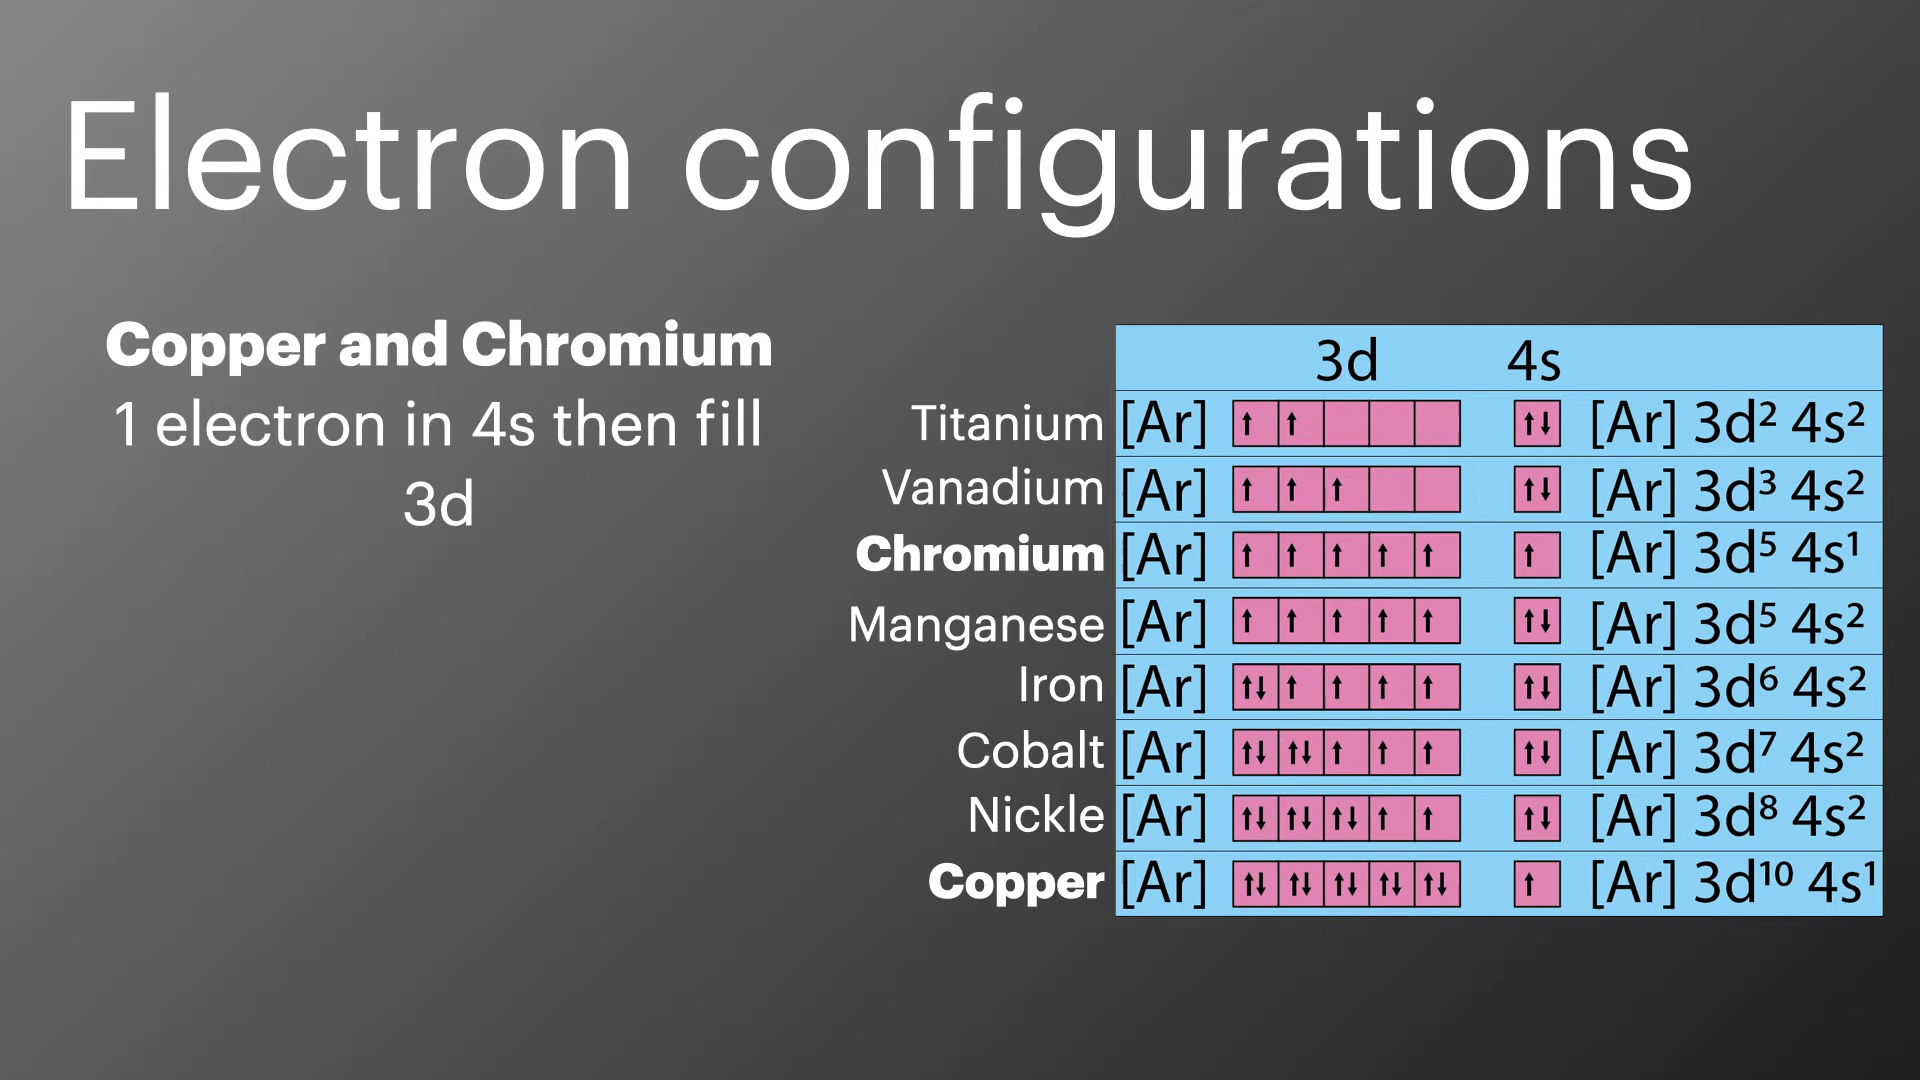 Electron configurations
Copper and Chromium
1 electron in 4s then fill
3d
3d 4s
Titanium [Ar] ↑ ↑ ↑↓ [Ar] 3d² 4s²
Vanadium [Ar] ↑ ↑ ↑ ↑↓ [Ar] 3d³ 4s²
Chromium [Ar] ↑ ↑ ↑ ↑ ↑ ↑ [Ar] 3d⁵ 4s¹
Manganese [Ar] ↑ ↑ ↑ ↑ ↑ ↑↓ [Ar] 3d⁵ 4s²
Iron [Ar] ↑↓ ↑ ↑ ↑ ↑ ↑↓ [Ar] 3d⁶ 4s²
Cobalt [Ar] ↑↓ ↑↓ ↑ ↑ ↑ ↑↓ [Ar] 3d⁷ 4s²
Nickle [Ar] ↑↓ ↑↓ ↑↓ ↑ ↑ ↑↓ [Ar] 3d⁸ 4s²
Copper [Ar] ↑↓ ↑↓ ↑↓ ↑↓ ↑↓ ↑ [Ar] 3d¹⁰ 4s¹